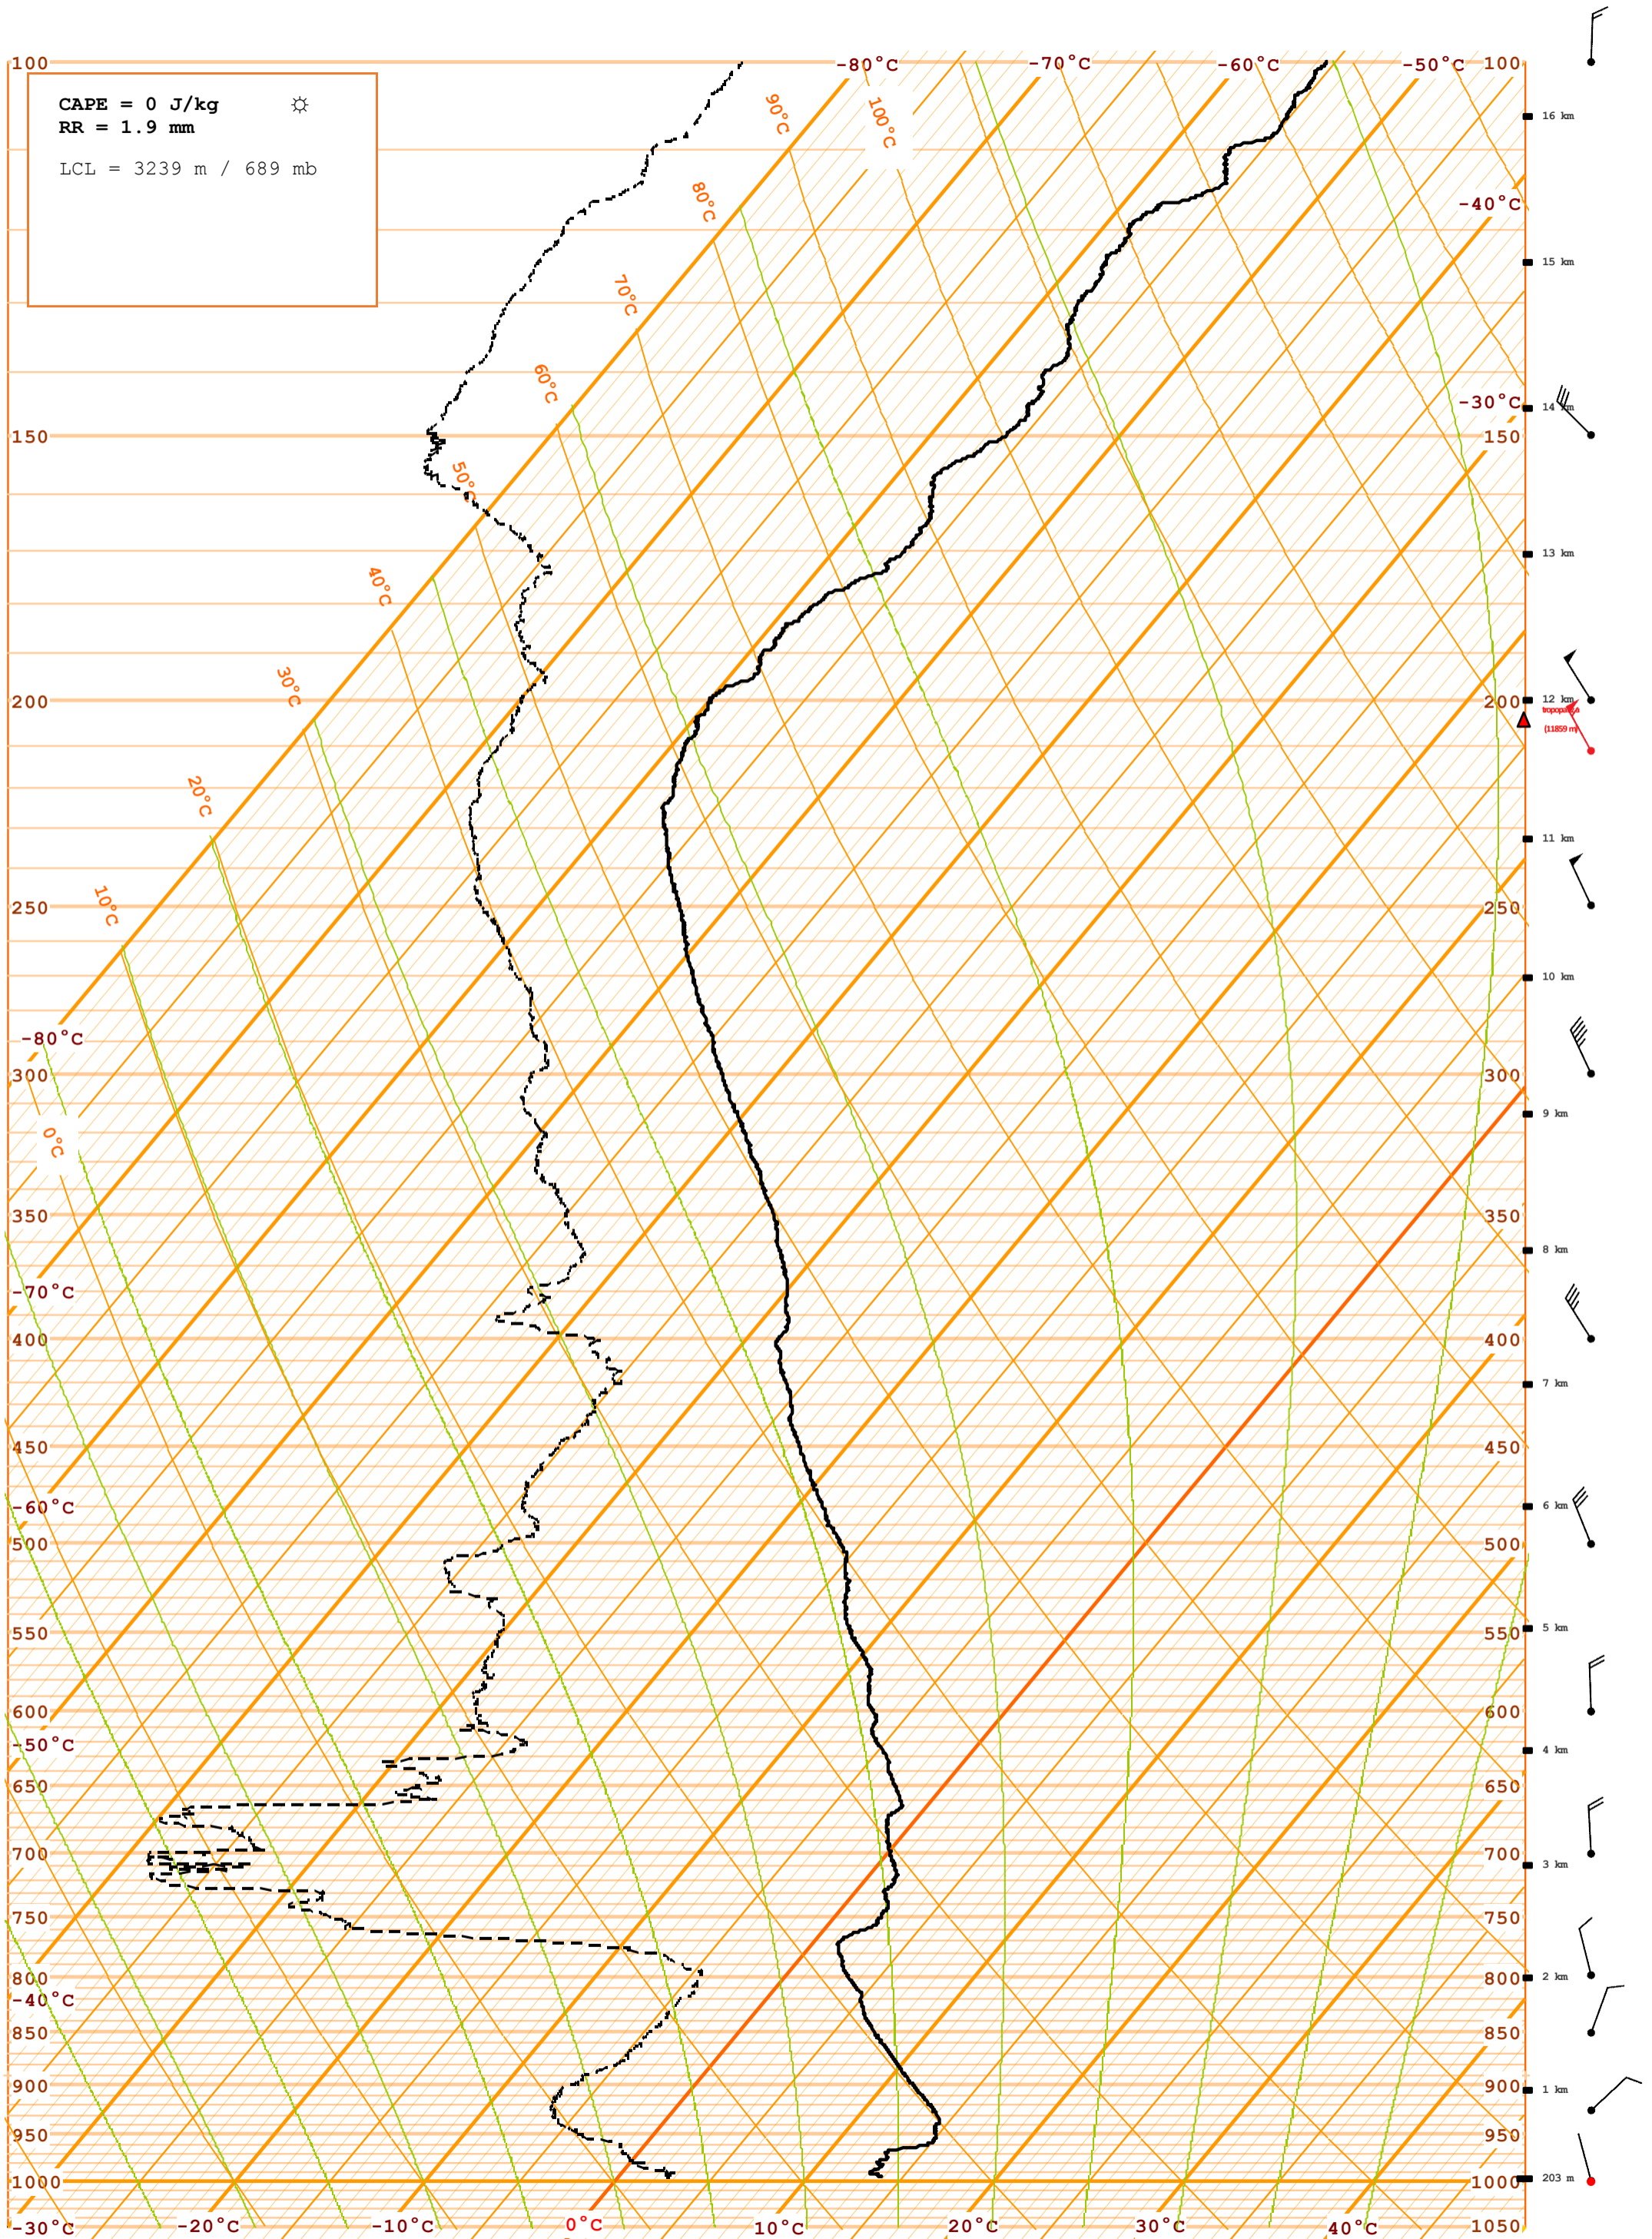 100 -80°C -70°C -60°C -50°C 100
CAPE = 0 J/kg ☼
RR = 1.9 mm
LCL = 3239 m / 689 mb
90°C 100°C
16 km
80°C
-40°C
15 km
70°C
60°C
-30°C
14 km
150 150
50°C
13 km
40°C
30°C
200 200 12 km
(11859 m)
20°C
11 km
10°C
250 250
10 km
-80°C
300 300
9 km
0°C
350 350
8 km
-70°C
400 400
7 km
450 450
-60°C 6 km
500 500
550 550 5 km
600 600
-50°C 4 km
650 650
700 700 3 km
750 750
800 800 2 km
-40°C
850 850
900 900 1 km
950 950
1000 1000 203 m
-30°C -20°C -10°C 0°C 10°C 20°C 30°C 40°C 1050